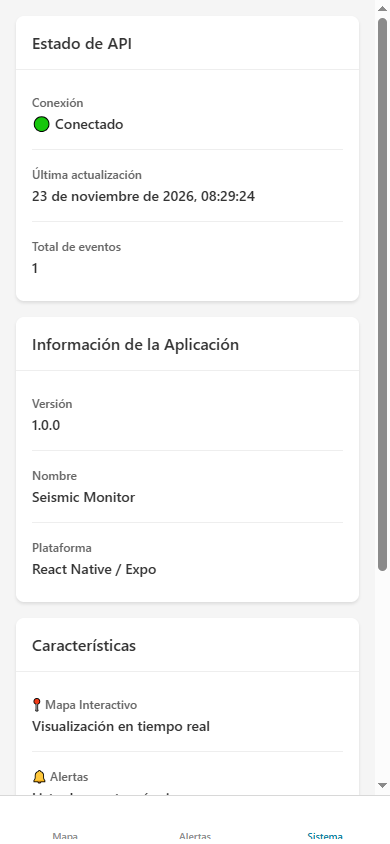 Estado de API
Conexión
Conectado
Última actualización
23 de noviembre de 2026, 08:29:24
Total de eventos
1
Información de la Aplicación
Versión
1.0.0
Nombre
Seismic Monitor
Plataforma
React Native / Expo
Características
Mapa Interactivo
Visualización en tiempo real
Alertas
Mapa Alertas Sistema